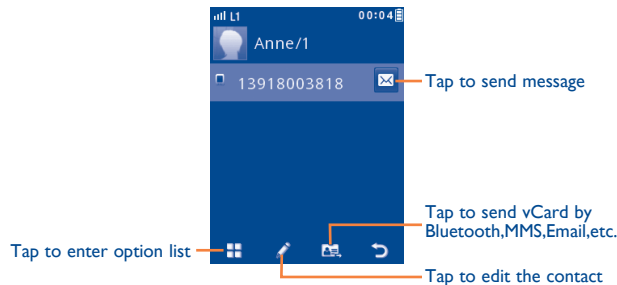 L1 00:04
Anne/1
13918003818
Tap to send message
Tap to send vCard by
Bluetooth,MMS,Email,etc.
Tap to enter option list
Tap to edit the contact